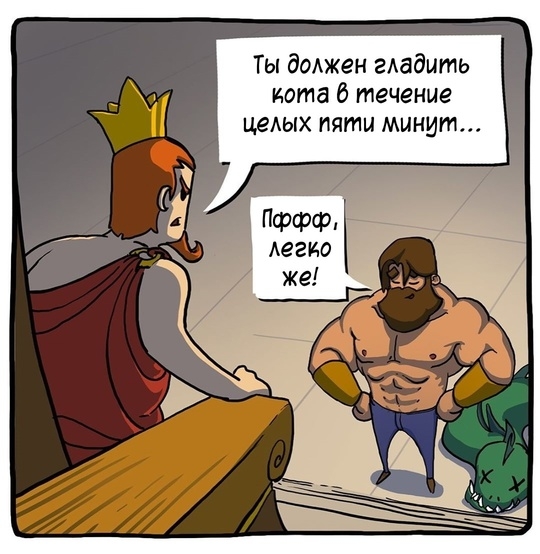 Ты должен гладить
кота в течение
целых пяти минут...
Пффф,
легко
же!